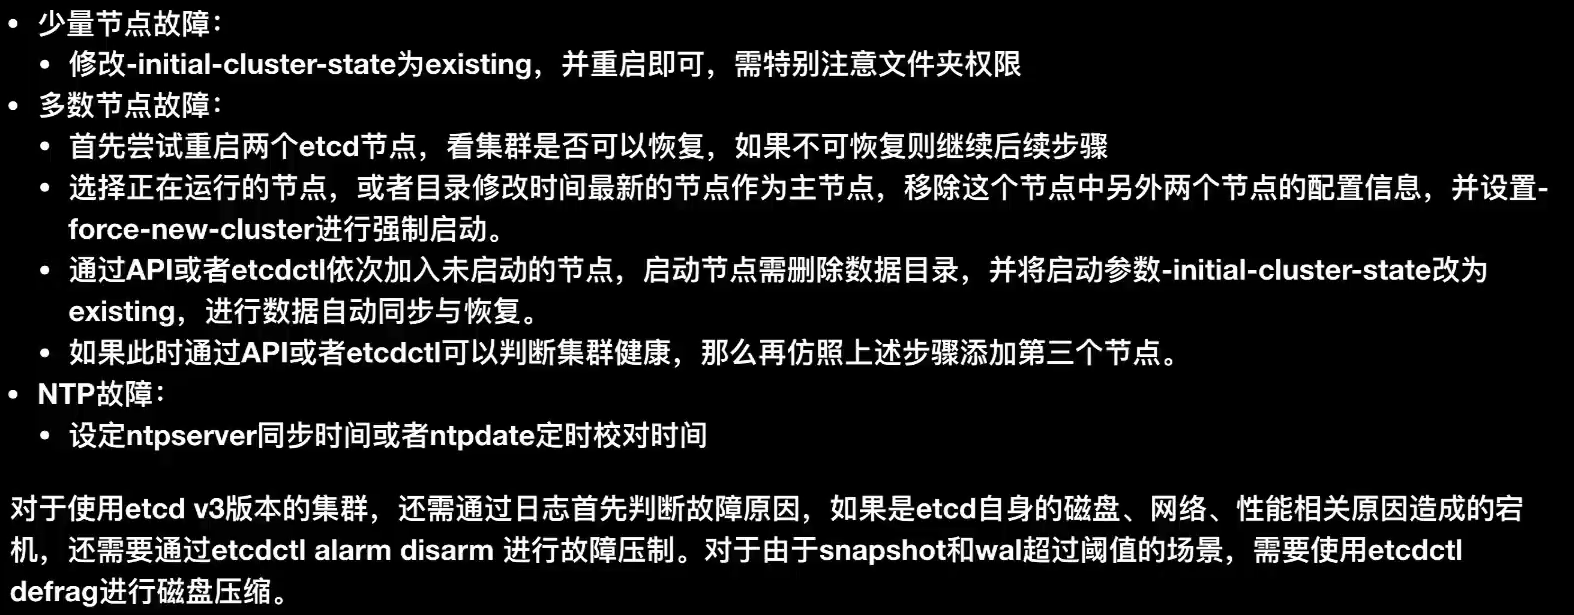 • 少量节点故障：
• 修改-initial-cluster-state为existing，并重启即可，需特别注意文件夹权限
• 多数节点故障：
• 首先尝试重启两个etcd节点，看集群是否可以恢复，如果不可恢复则继续后续步骤
• 选择正在运行的节点，或者目录修改时间最新的节点作为主节点，移除这个节点中另外两个节点的配置信息，并设置-
force-new-cluster进行强制启动。
• 通过API或者etcdctl依次加入未启动的节点，启动节点需删除数据目录，并将启动参数-initial-cluster-state改为
existing，进行数据自动同步与恢复。
• 如果此时通过API或者etcdctl可以判断集群健康，那么再仿照上述步骤添加第三个节点。
• NTP故障：
• 设定ntpserver同步时间或者ntpdate定时校对时间
对于使用etcd v3版本的集群，还需通过日志首先判断故障原因，如果是etcd自身的磁盘、网络、性能相关原因造成的宕
机，还需要通过etcdctl alarm disarm 进行故障压制。对于由于snapshot和wal超过阈值的场景，需要使用etcdctl
defrag进行磁盘压缩。